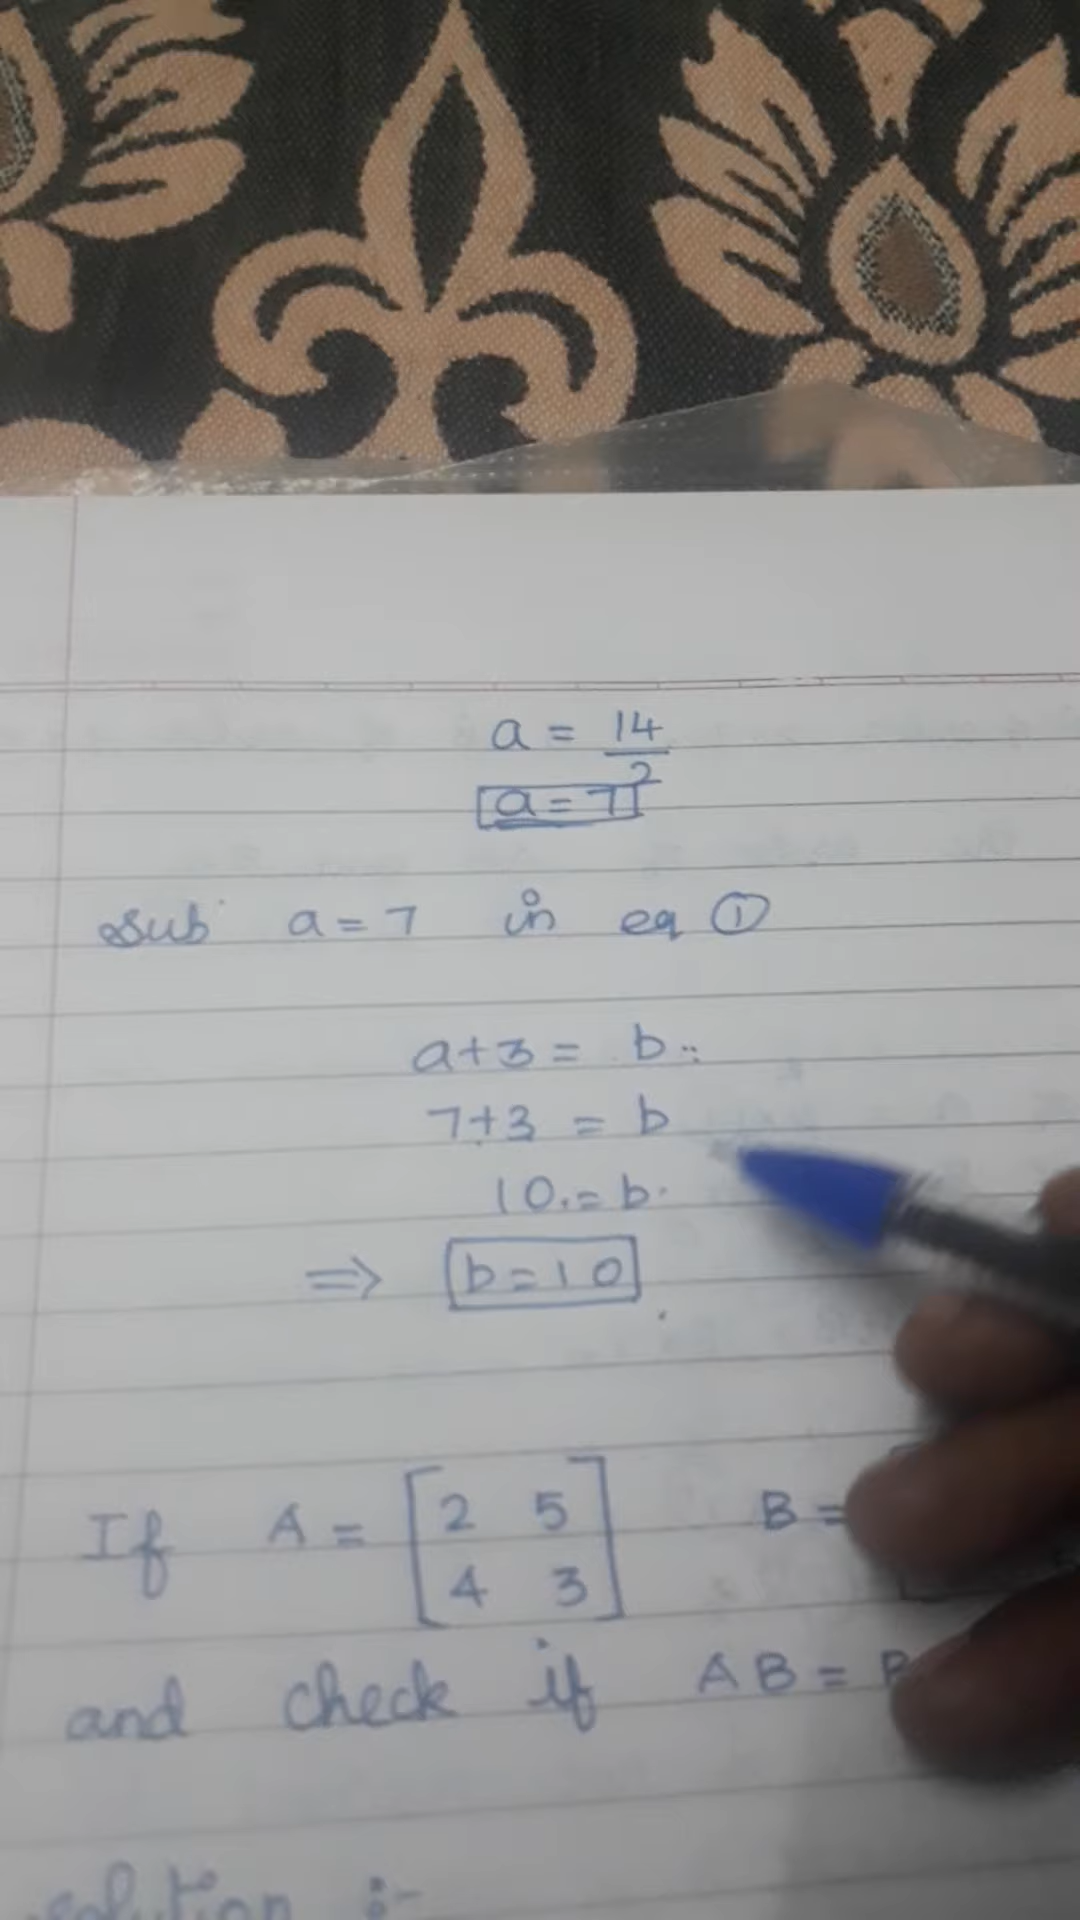 a = 14/2
a = 7
Sub a = 7 in eq ①
a + 3 = b
7 + 3 = b
10 = b
⇒ b = 10
If A = [2 5 B =
4 3]
and check if AB = B
solution :-